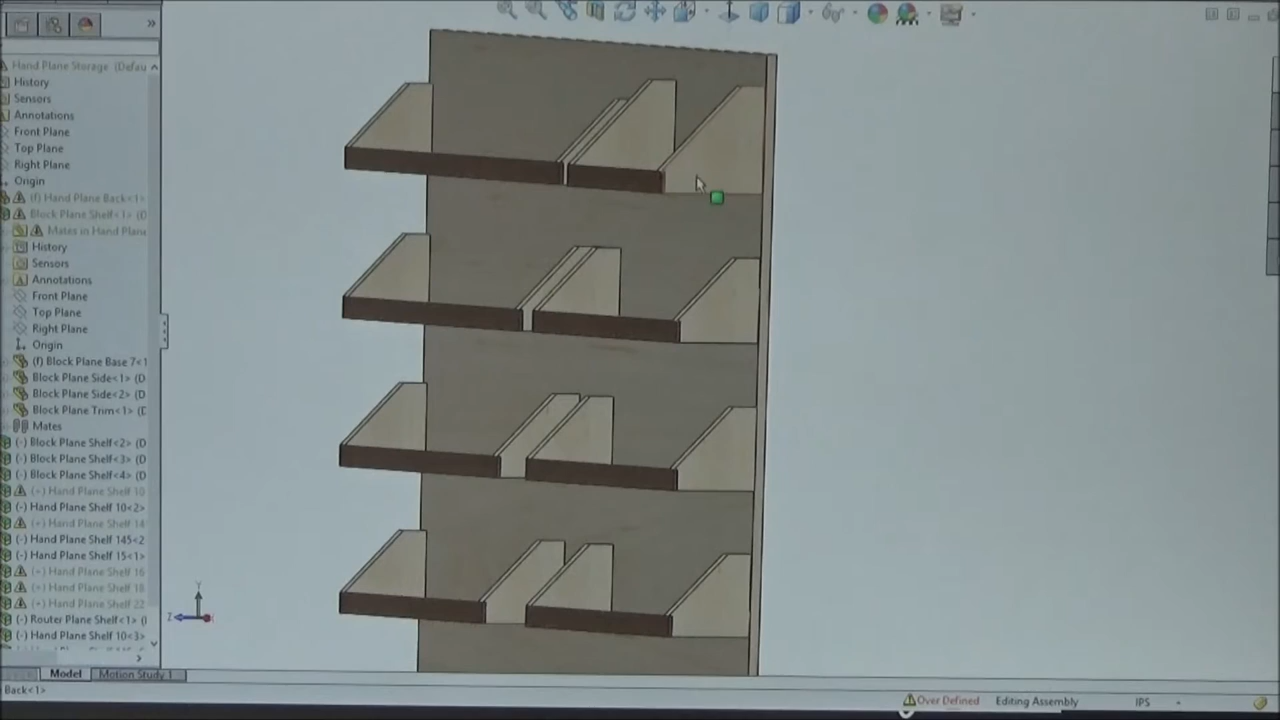 Hand Plane Storage (Defau
History
Sensors
Annotations
Front Plane
Top Plane
Right Plane
Origin
(f) Hand Plane Back<1>
Block Plane Shelf<1> (D
Mates in Hand Plane
History
Sensors
Annotations
Front Plane
Top Plane
Right Plane
Origin
(f) Block Plane Base 7<1
Block Plane Side<1> (D
Block Plane Side<2> (D
Block Plane Trim<1> (D
Mates
(-) Block Plane Shelf<2> (D
(-) Block Plane Shelf<3> (D
(-) Block Plane Shelf<4> (D
(+) Hand Plane Shelf 10
(-) Hand Plane Shelf 10<2>
(+) Hand Plane Shelf 14
(-) Hand Plane Shelf 145<2
(-) Hand Plane Shelf 15<1>
(+) Hand Plane Shelf 16
(+) Hand Plane Shelf 18
(+) Hand Plane Shelf 22
(-) Router Plane Shelf<1> (I
(-) Hand Plane Shelf 10<3>
Y
Z
Model Motion Study 1
Back<1> Over Defined Editing Assembly IPS